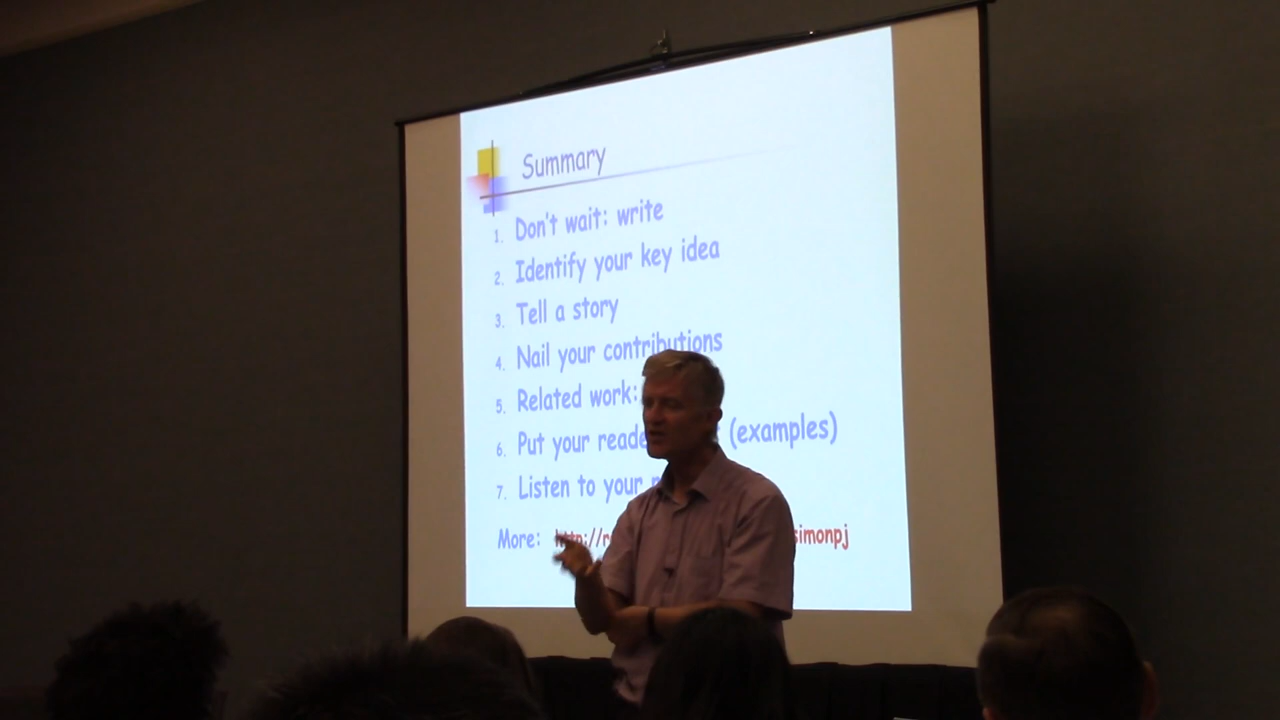 Summary
1. Don't wait: write
2. Identify your key idea
3. Tell a story
4. Nail your contributions
5. Related work:
6. Put your (examples)
7. Listen to your
More: simonpj